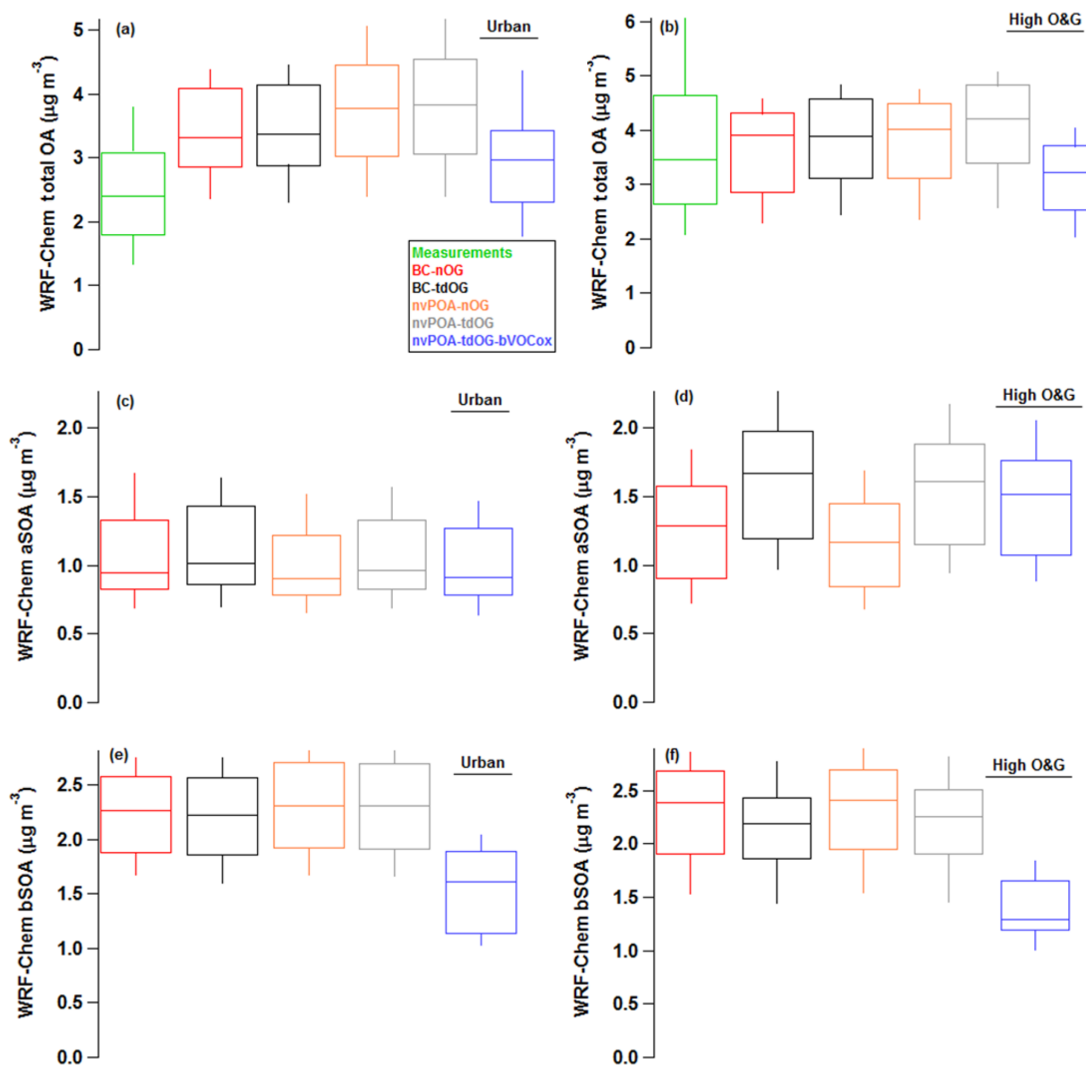 (a)
Urban
WRF-Chem total OA (µg m⁻³)
5
4
3
2
1
0
Measurements
BC-nOG
BC-tdOG
nvPOA-nOG
nvPOA-tdOG
nvPOA-tdOG-bVOCox
(b)
High O&G
WRF-Chem total OA (µg m⁻³)
6
5
4
3
2
1
0
(c)
Urban
WRF-Chem aSOA (µg m⁻³)
2.0
1.5
1.0
0.5
0.0
(d)
High O&G
WRF-Chem aSOA (µg m⁻³)
2.0
1.5
1.0
0.5
0.0
(e)
Urban
WRF-Chem bSOA (µg m⁻³)
2.5
2.0
1.5
1.0
0.5
0.0
(f)
High O&G
WRF-Chem bSOA (µg m⁻³)
2.5
2.0
1.5
1.0
0.5
0.0